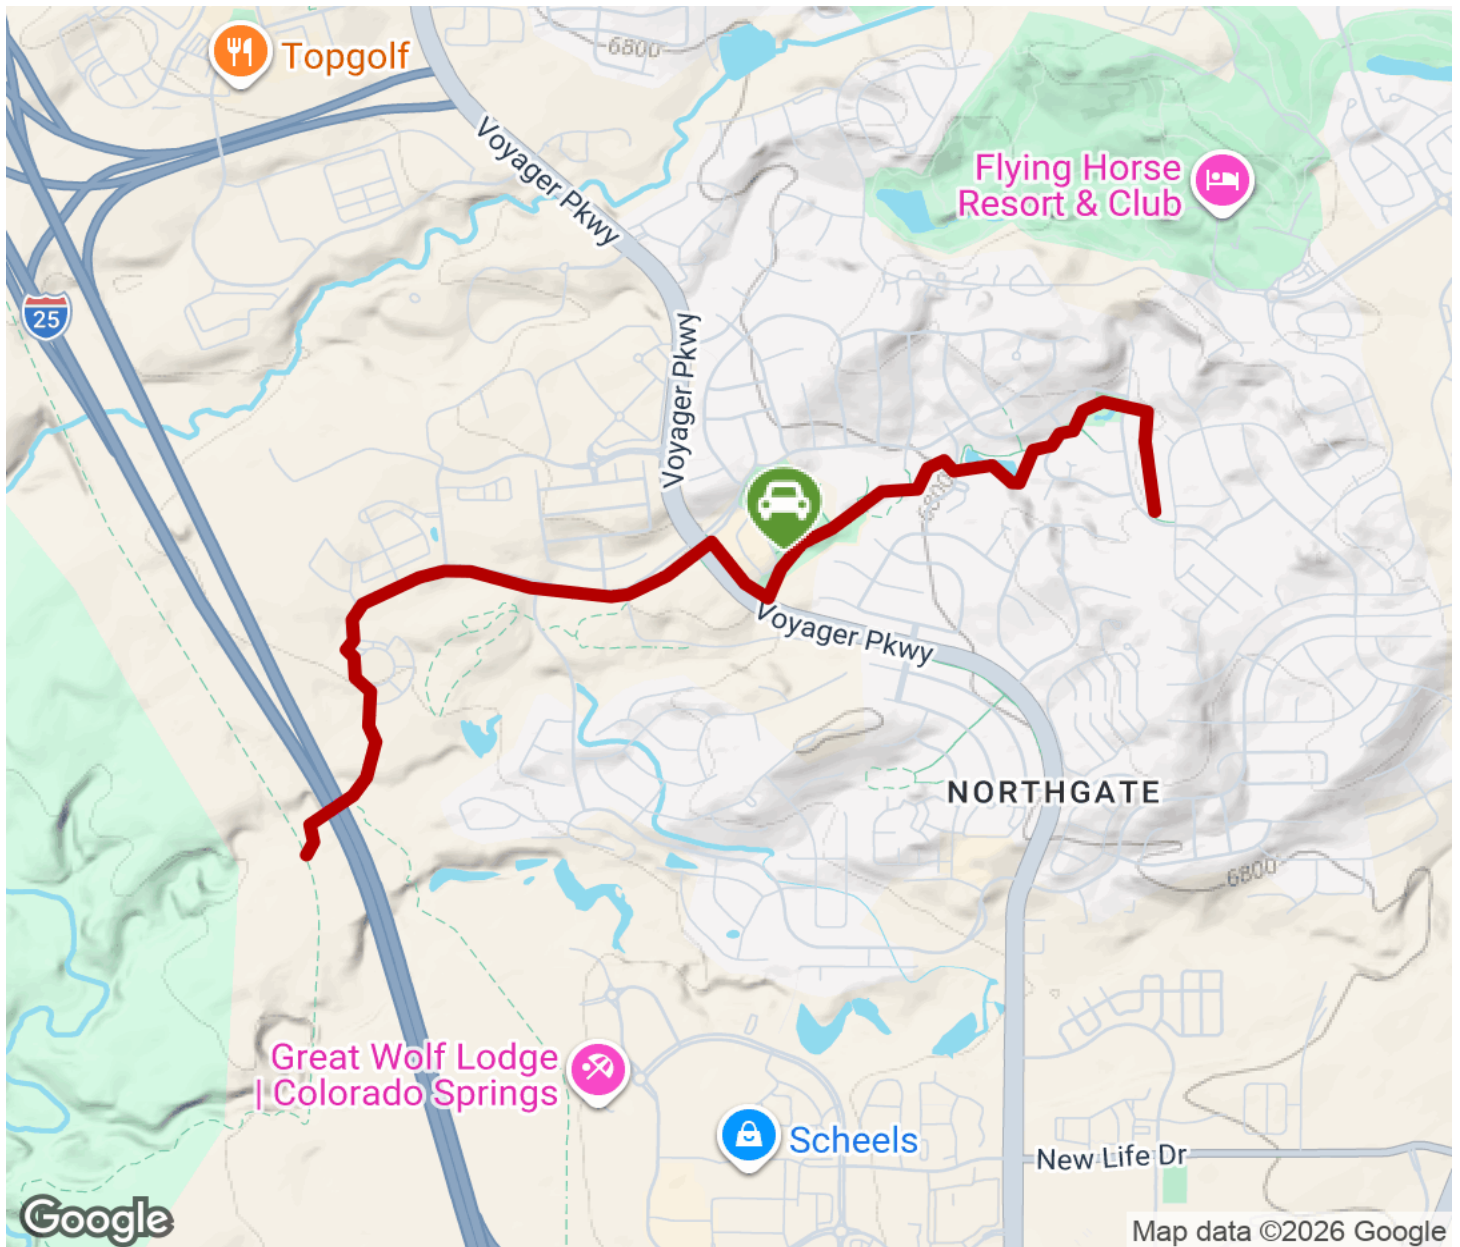 Topgolf
6800
Voyager Pkwy
Flying Horse
Resort & Club
25
Voyager Pkwy
6800
Voyager Pkwy
NORTHGATE
6800
Great Wolf Lodge
| Colorado Springs
Scheels
New Life Dr
Google
Map data ©2026 Google